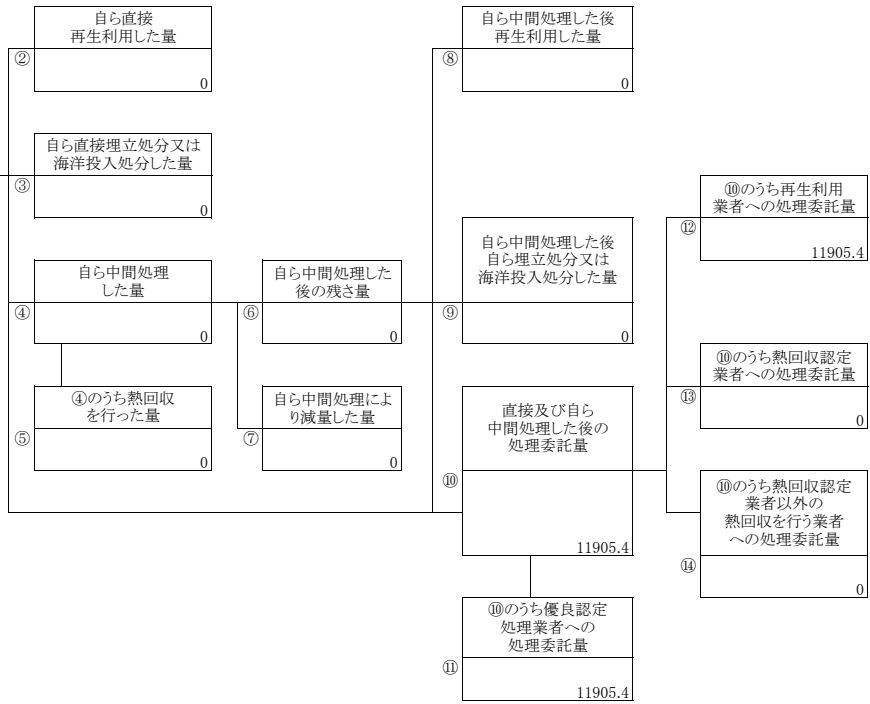 自ら直接
再生利用した量
②
0
自ら直接埋立処分又は
海洋投入処分した量
③
0
自ら中間処理
した量
④
0
④のうち熱回収
を行った量
⑤
0
自ら中間処理した
後の残さ量
⑥
0
自ら中間処理によ
り減量した量
⑦
0
自ら中間処理した後
再生利用した量
⑧
0
自ら中間処理した後
自ら埋立処分又は
海洋投入処分した量
⑨
0
直接及び自ら
中間処理した後の
処理委託量
⑩
11905.4
⑩のうち優良認定
処理業者への
処理委託量
⑪
11905.4
⑩のうち再生利用
業者への処理委託量
⑫
11905.4
⑩のうち熱回収認定
業者への処理委託量
⑬
0
⑩のうち熱回収認定
業者以外の
熱回収を行う業者
への処理委託量
⑭
0